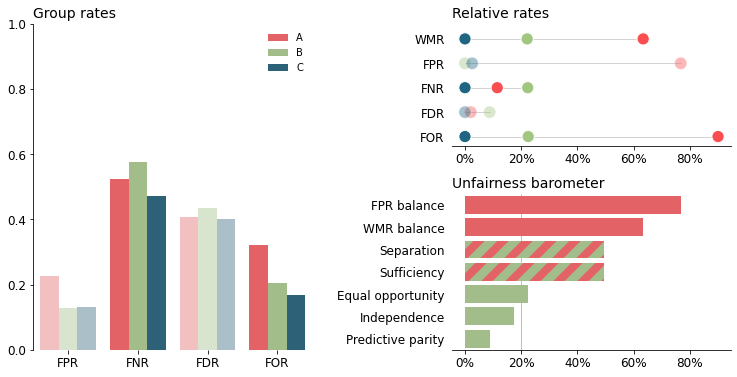 Group rates
1.0
0.8
0.6
0.4
0.2
0.0
A
B
C
FPR FNR FDR FOR
Relative rates
WMR
FPR
FNR
FDR
FOR
0% 20% 40% 60% 80%
Unfairness barometer
FPR balance
WMR balance
Separation
Sufficiency
Equal opportunity
Independence
Predictive parity
0% 20% 40% 60% 80%